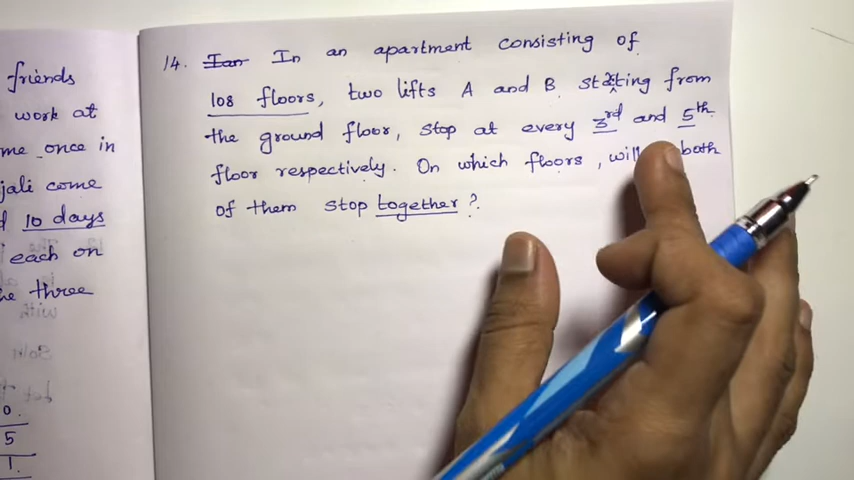 friends
work at
me once in
jali come
10 days
each on
he three
0.
5
1.
14. In an apartment consisting of
108 floors, two lifts A and B starting from
the ground floor, stop at every 3rd and 5th
floor respectively. On which floors, will both
of them stop together?